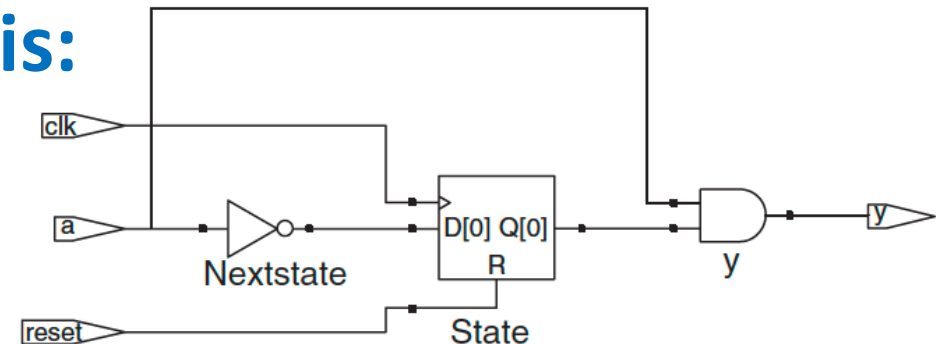 is:
clk
a
Nextstate
D[0] Q[0]
R
State
y
y
reset